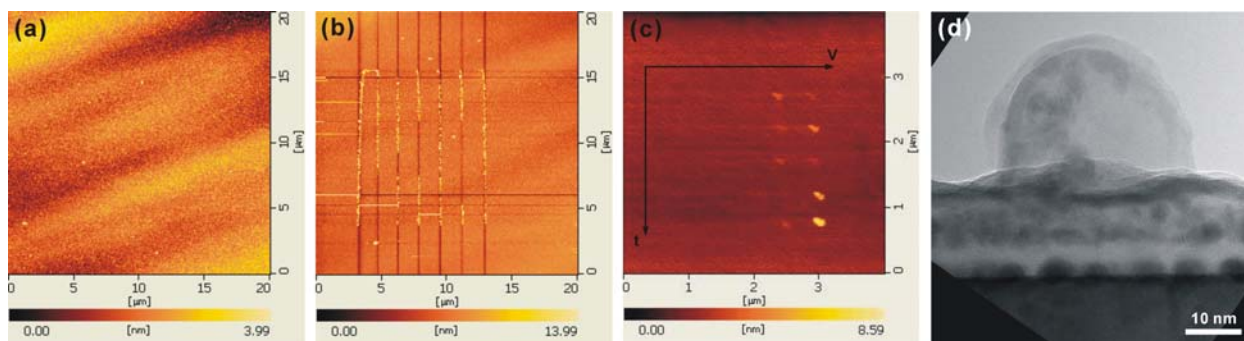 (a)
20
15
10
5
0
[µm]
0 5 10 15 20
[µm]
0.00 [nm] 3.99
(b)
20
15
10
5
0
[µm]
0 5 10 15 20
[µm]
0.00 [nm] 13.99
(c)
V
t
3
2
1
0
[µm]
0 1 2 3
[µm]
0.00 [nm] 8.59
(d)
10 nm